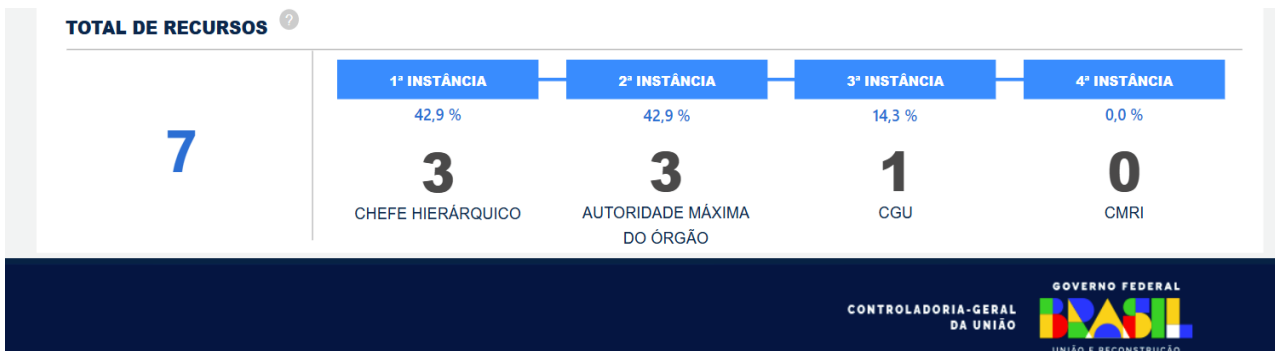 TOTAL DE RECURSOS ?
1ª INSTÂNCIA 2ª INSTÂNCIA 3ª INSTÂNCIA 4ª INSTÂNCIA
42,9 % 42,9 % 14,3 % 0,0 %
7
3 3 1 0
CHEFE HIERÁRQUICO AUTORIDADE MÁXIMA CGU CMRI
DO ÓRGÃO
GOVERNO FEDERAL
CONTROLADORIA-GERAL
DA UNIÃO
BRASIL
UNIÃO E RECONSTRUÇÃO